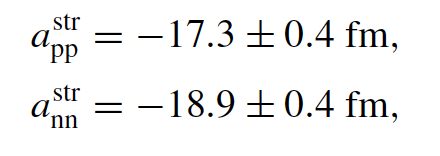 a_pp^str = −17.3 ± 0.4 fm,
a_nn^str = −18.9 ± 0.4 fm,